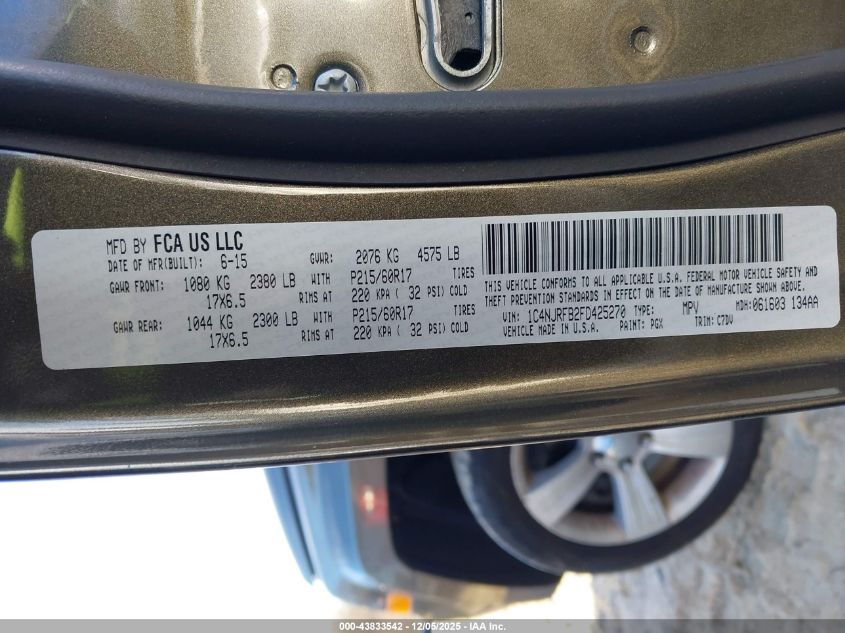 MFD BY FCA US LLC
DATE OF MFR(BUILT): 6-15 GVWR: 2076 KG 4575 LB
GAWR FRONT: 1080 KG 2380 LB WITH P215/60R17 TIRES
17X6.5 RIMS AT 220 KPA ( 32 PSI) COLD
GAWR REAR: 1044 KG 2300 LB WITH P215/60R17 TIRES
17X6.5 RIMS AT 220 KPA ( 32 PSI) COLD
THIS VEHICLE CONFORMS TO ALL APPLICABLE U.S.A. FEDERAL MOTOR VEHICLE SAFETY AND
THEFT PREVENTION STANDARDS IN EFFECT ON THE DATE OF MANUFACTURE SHOWN ABOVE.
VIN: 1C4NJRFB2FD425270 TYPE: MPV MDH:061603 134AA
PAINT: PGX TRIM: C7DV
000-43833542 - 12/05/2025 - IAA Inc.